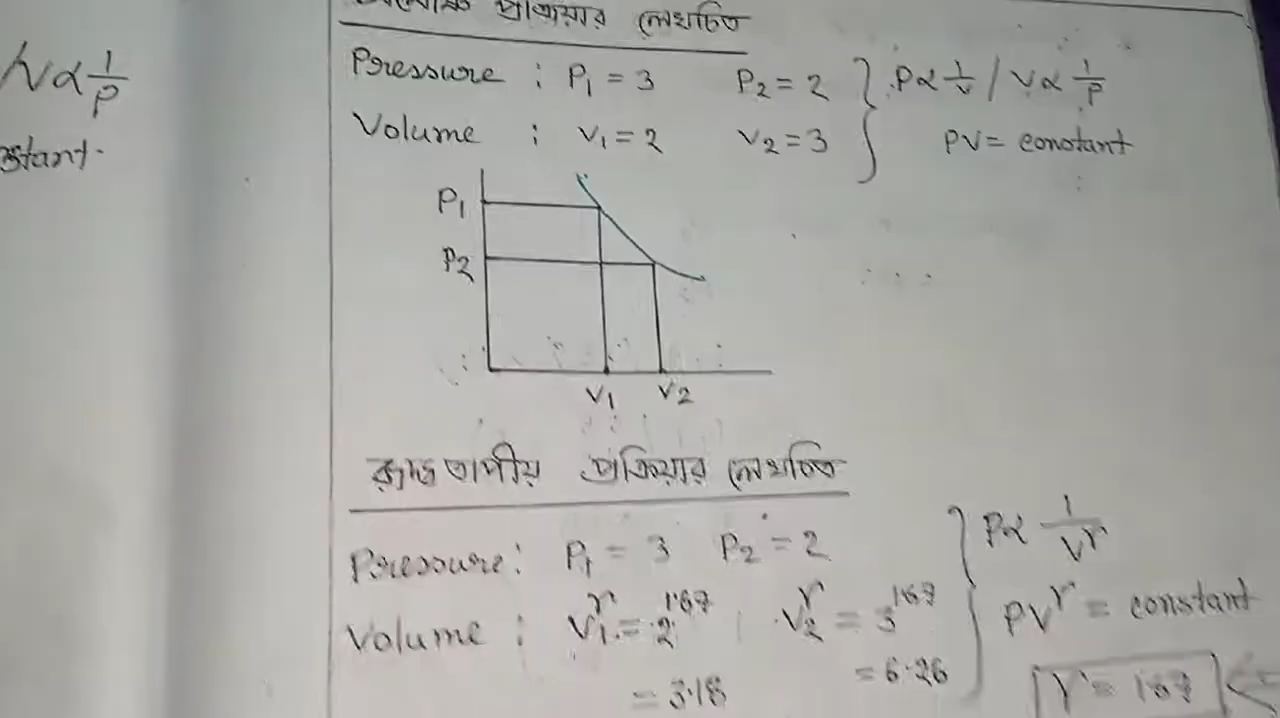 প্রক্রিয়ার লেখচিত্র
V∝ 1/P
Pressure : P₁ = 3 P₂ = 2 } P∝ 1/V / V∝ 1/P
Volume : V₁ = 2 V₂ = 3 PV = constant
P₁
P₂
V₁ V₂
রুদ্ধতাপীয় প্রক্রিয়ার লেখচিত্র
Pressure : P₁ = 3 P₂ = 2 } P∝ 1/V^γ
Volume : V₁^γ = 2^1.67 V₂^γ = 3^1.67 PV^γ = constant
= 3.18 = 6.26 γ = 1.67